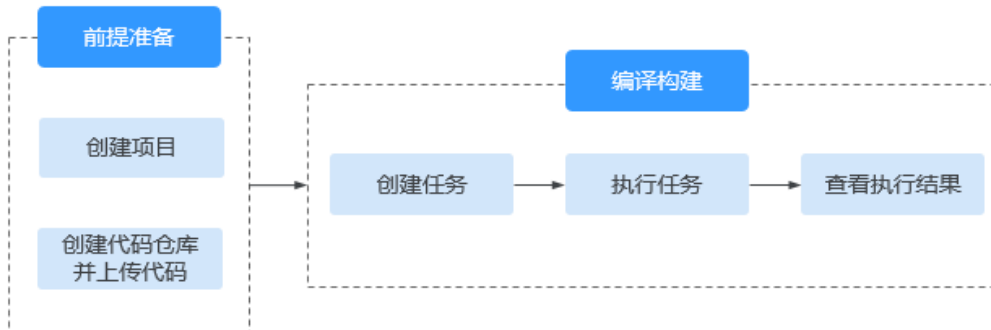 前提准备
创建项目
创建代码仓库
并上传代码
编译构建
创建任务
执行任务
查看执行结果